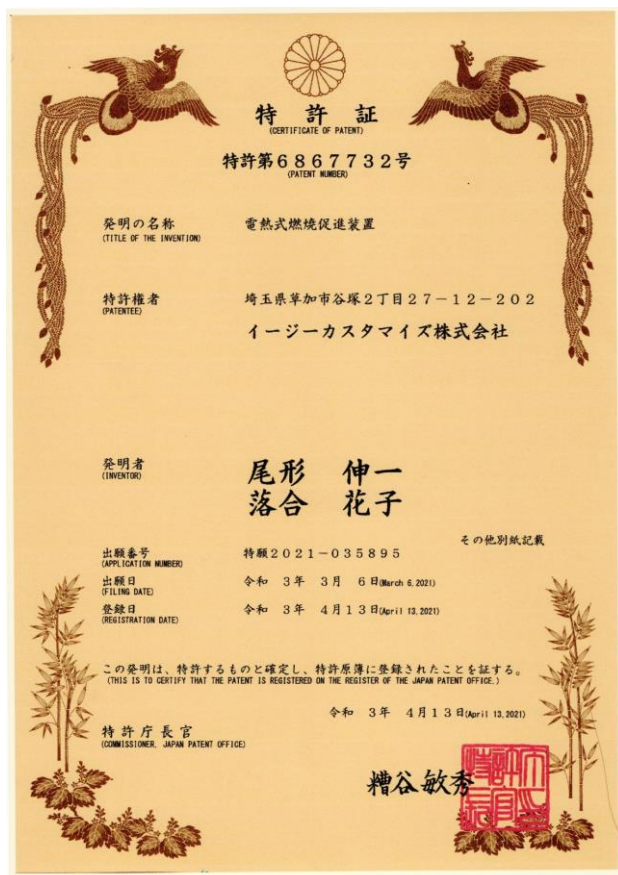 特許証
(CERTIFICATE OF PATENT)
特許第6867732号
(PATENT NUMBER)
発明の名称 電熱式燃焼促進装置
(TITLE OF THE INVENTION)
特許権者 埼玉県草加市谷塚2丁目27-12-202
(PATENTEE)
イージーカスタマイズ株式会社
発明者 尾形 伸一
(INVENTOR)
落合 花子
その他別紙記載
出願番号 特願2021-035895
(APPLICATION NUMBER)
出願日 令和 3年 3月 6日(March 6,2021)
(FILING DATE)
登録日 令和 3年 4月13日(April 13,2021)
(REGISTRATION DATE)
この発明は、特許するものと確定し、特許原簿に登録されたことを証する。
(THIS IS TO CERTIFY THAT THE PATENT IS REGISTERED ON THE REGISTER OF THE JAPAN PATENT OFFICE.)
令和 3年 4月13日(April 13,2021)
特許庁長官
(COMMISSIONER, JAPAN PATENT OFFICE)
糟谷敏秀